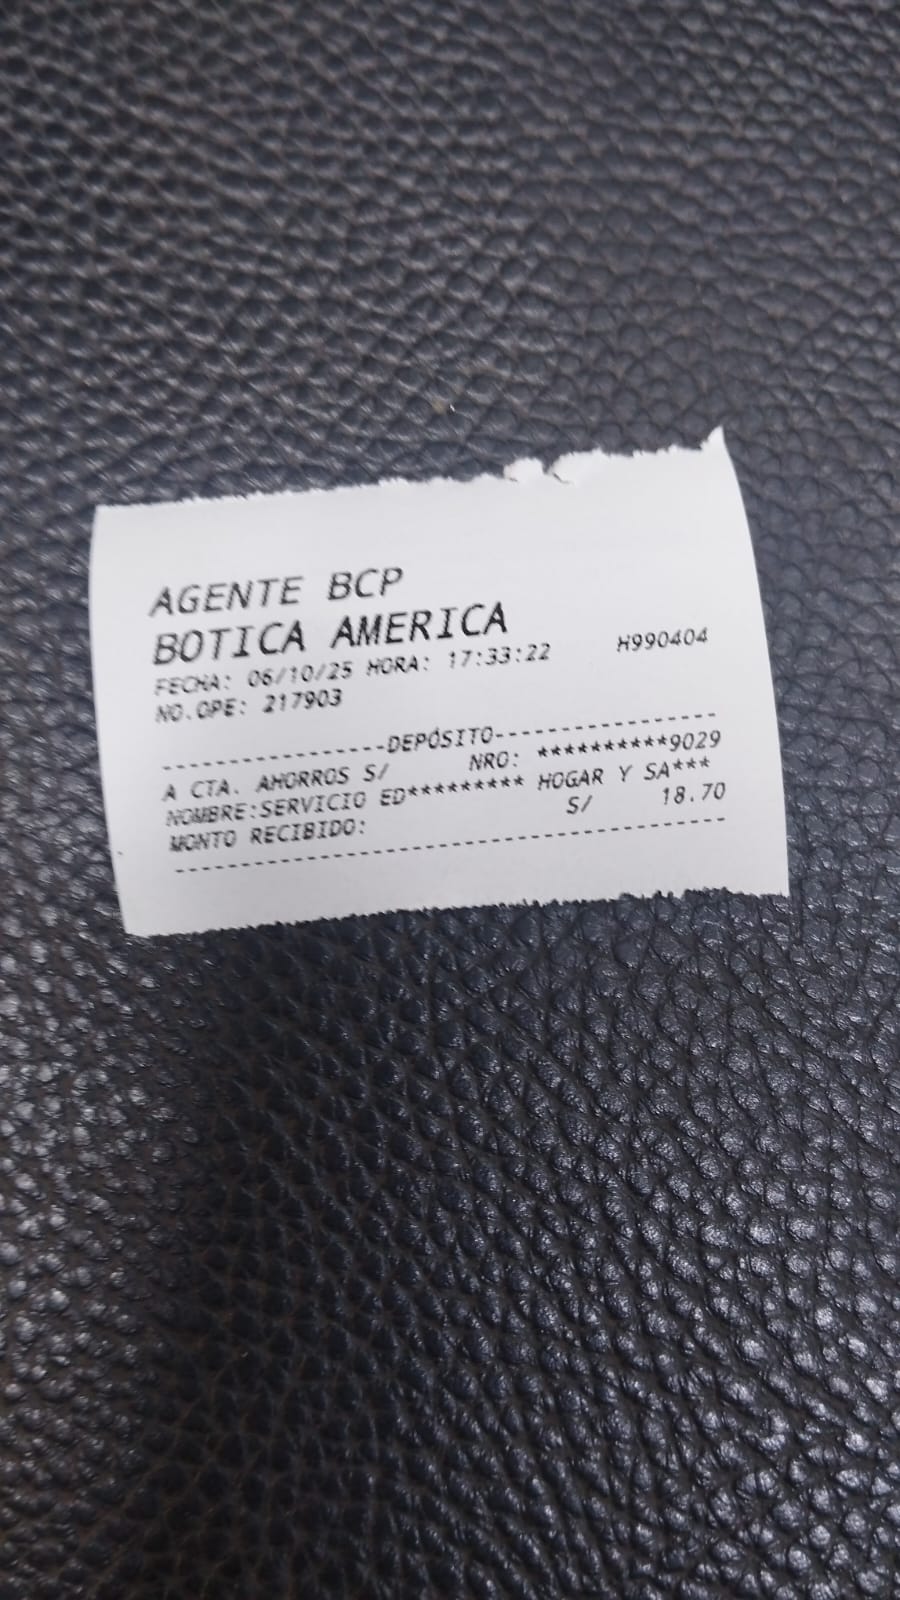 AGENTE BCP
BOTICA AMERICA
FECHA: 06/10/25 HORA: 17:33:22 H990404
NO.OPE: 217903
-----------------DEPÓSITO-----------------
A CTA. AHORROS S/ NRO: **********9029
NOMBRE:SERVICIO ED********* HOGAR Y SA***
MONTO RECIBIDO: S/ 18.70
------------------------------------------